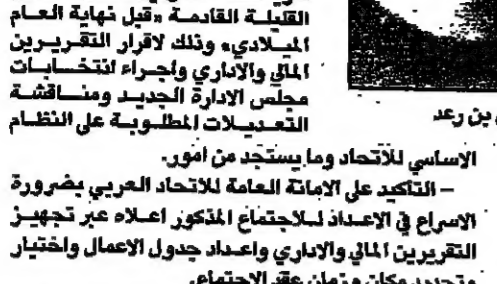 القليلة القادمة «قبل نهاية العام
الميلادي» وذلك لاقرار التقريرين
المالي والاداري واجراء انتخابات
مجلس الادارة الجديد ومناقشة
التعديلات المطلوبة على النظام
بن رعد
الاساسي للاتحاد وما يستجد من أمور.
– التأكيد على الامانة العامة للاتحاد العربي بضرورة
الاسراع في الاعداد للاجتماع المذكور اعلاه عبر تجهيز
التقريرين المالي والاداري واعداد جدول الاعمال واختيار
وتحديد مكان وزمان عقد الاجتماع.